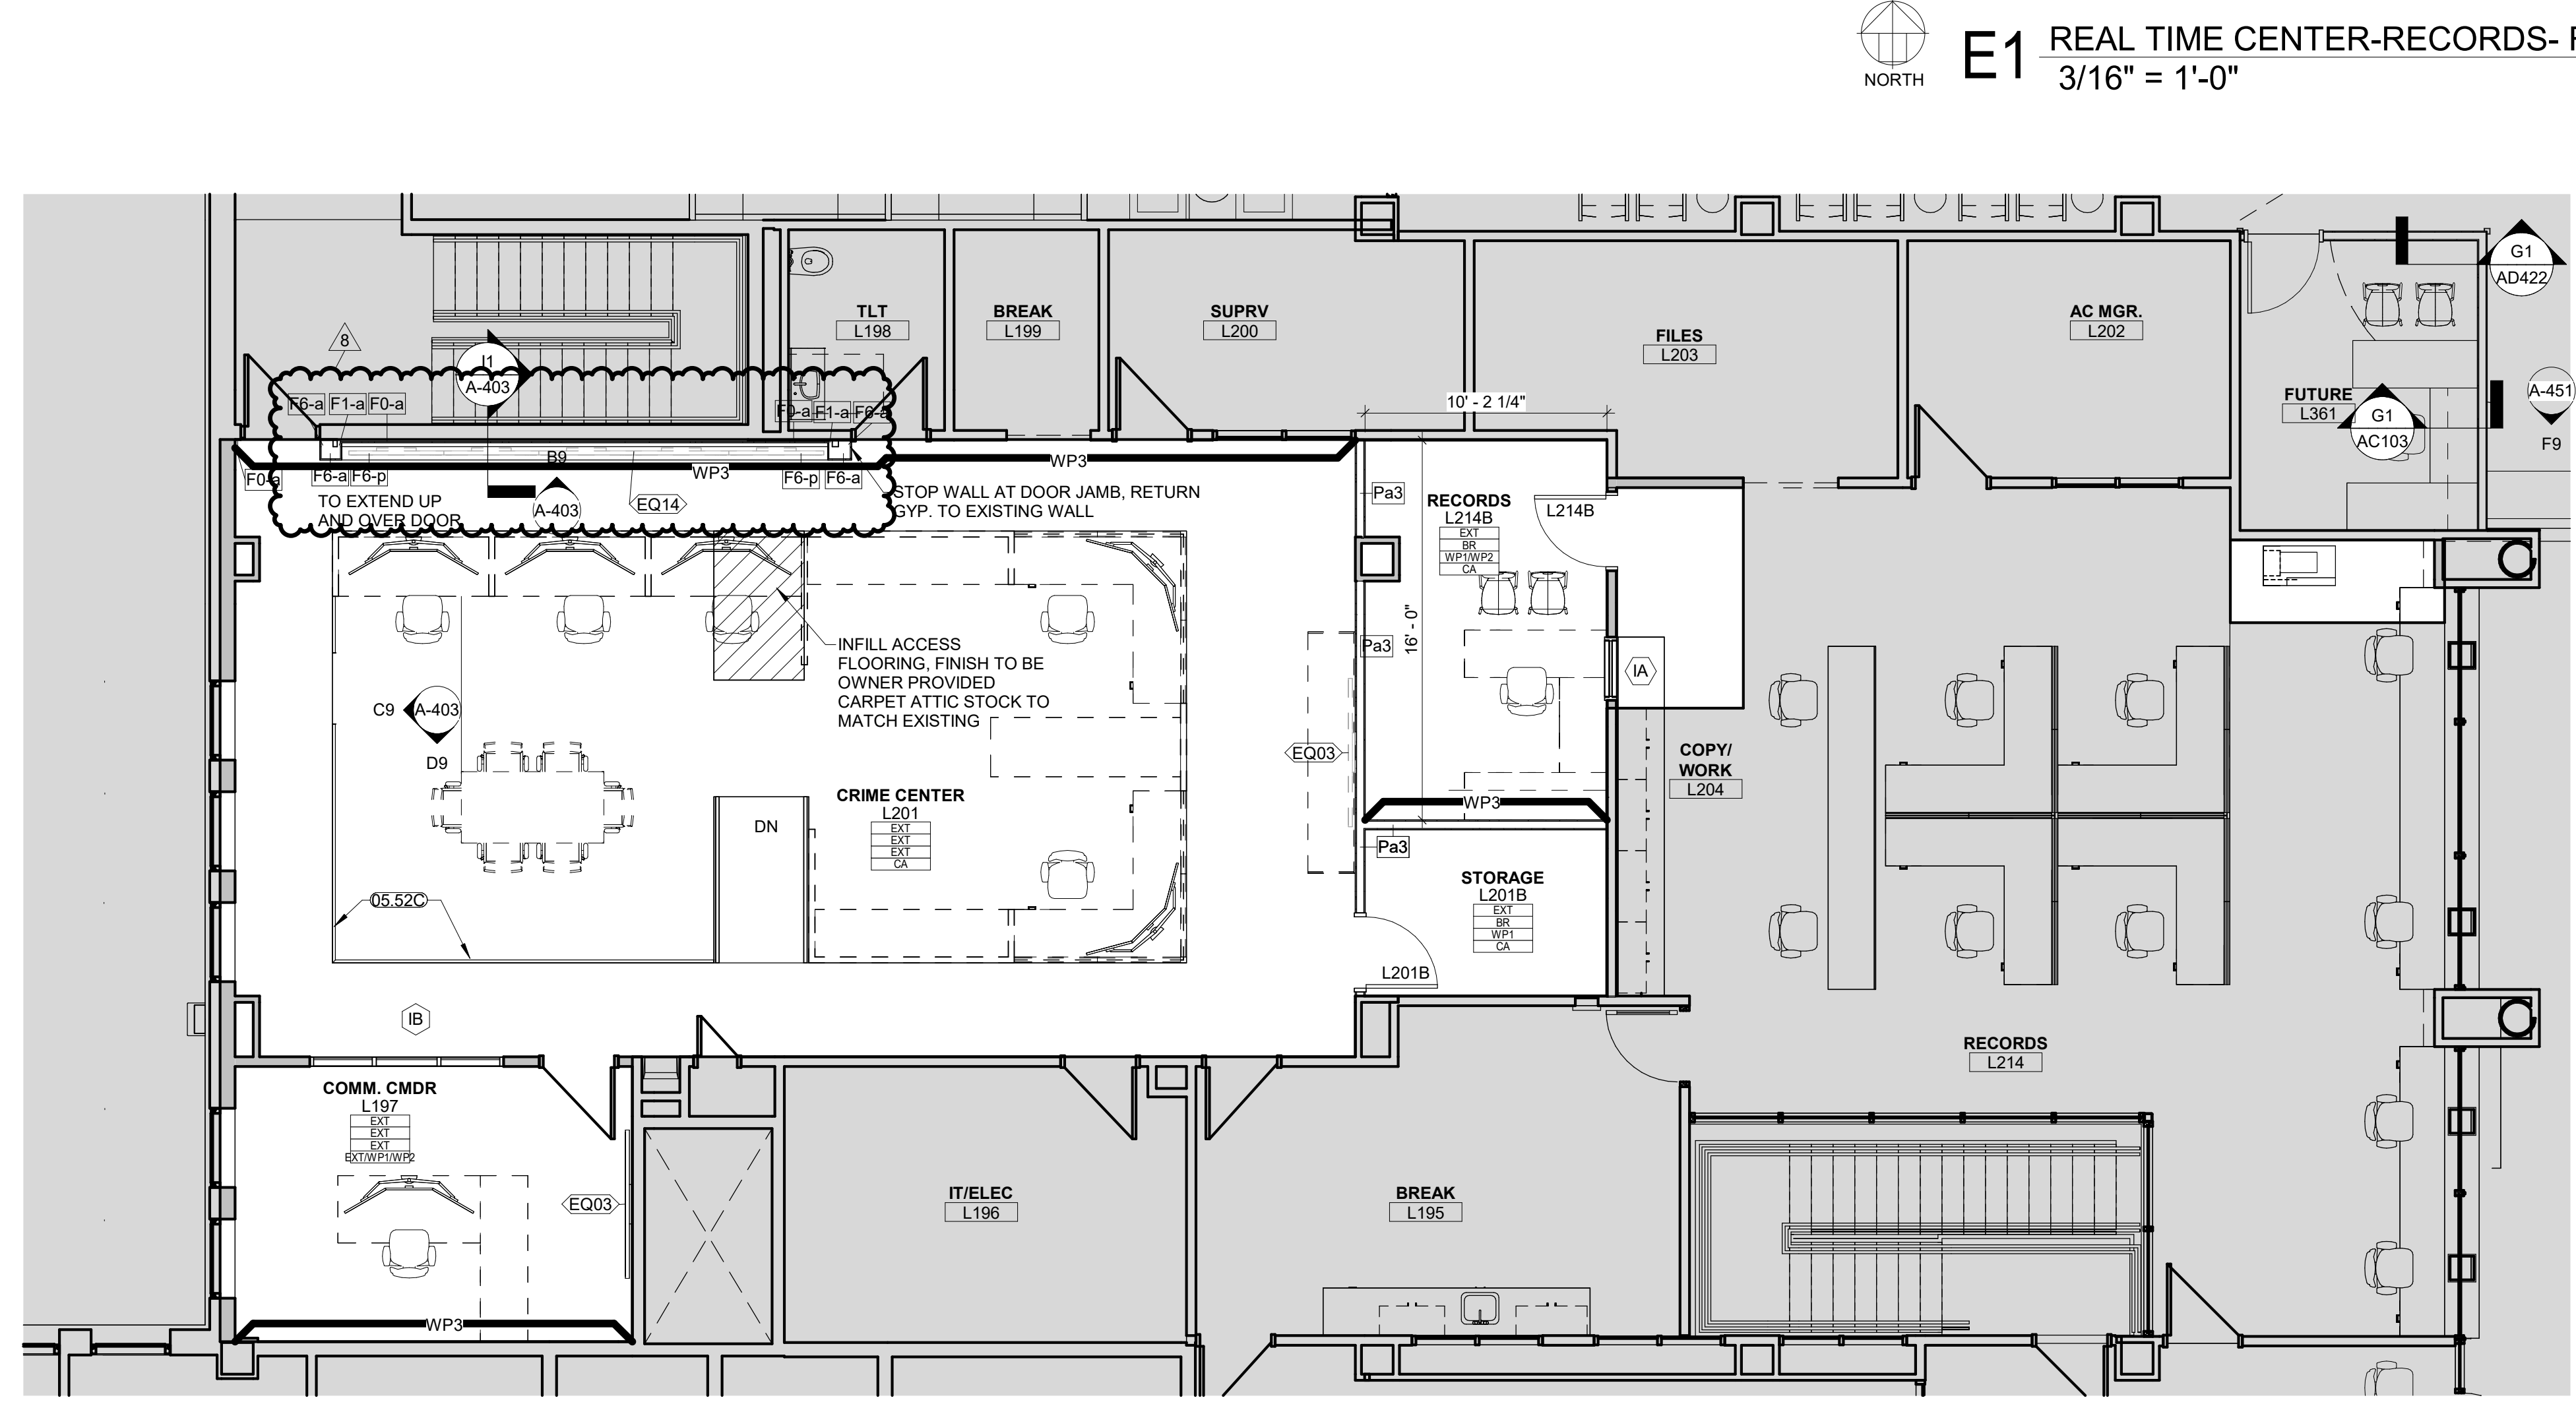 NORTH
E1
REAL TIME CENTER-RECORDS-
3/16" = 1'-0"
TLT
L198
BREAK
L199
SUPRV
L200
FILES
L203
AC MGR.
L202
FUTURE
L361
G1
AD422
G1
AC103
A-451
F9
8
I1
A-403
F6-a
F1-a
F0-a
F0-a
F1-a
F6-a
F0-a
F6-a
F6-p
B9
WP3
F6-p
F6-a
WP3
TO EXTEND UP
AND OVER DOOR
A-403
EQ14
STOP WALL AT DOOR JAMB, RETURN
GYP. TO EXISTING WALL
10' - 2 1/4"
Pa3
RECORDS
L214B
EXT
BR
WP1/WP2
CA
L214B
16' - 0"
Pa3
IA
INFILL ACCESS
FLOORING, FINISH TO BE
OWNER PROVIDED
CARPET ATTIC STOCK TO
MATCH EXISTING
C9
A-403
D9
EQ03
COPY/
WORK
L204
CRIME CENTER
L201
EXT
EXT
EXT
CA
DN
WP3
Pa3
STORAGE
L201B
EXT
BR
WP1
CA
L201B
05.52C
IB
RECORDS
L214
COMM. CMDR
L197
EXT
EXT
EXT
EXT/WP1/WP2
EQ03
IT/ELEC
L196
BREAK
L195
WP3